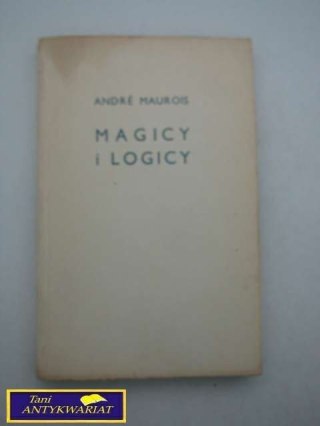 ANDRÉ MAUROIS
MAGICY
i LOGICY
Tani
ANTYKWARIAT